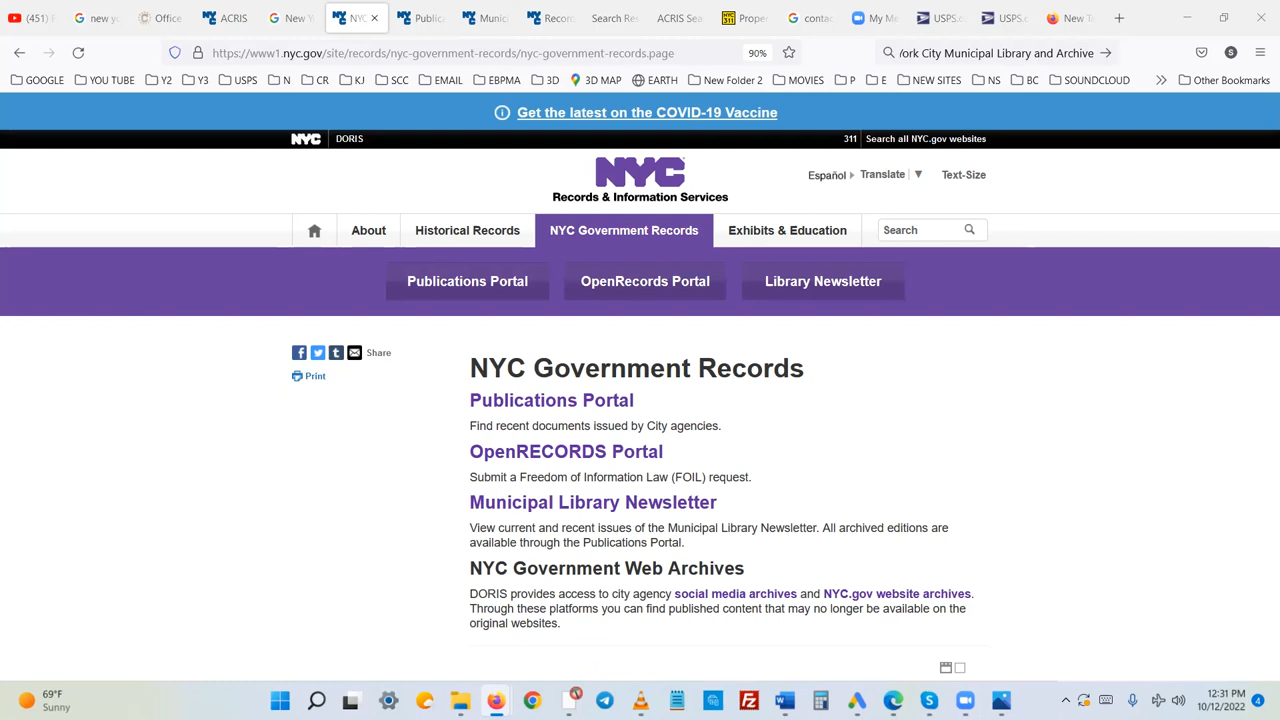 (451)
new y
Office
ACRIS
New Y
NYC
Public
Munici
Record
Search Res
ACRIS Sea
Proper
contac
My Me
USPS.c
USPS.c
New Ta
https://www1.nyc.gov/site/records/nyc-government-records/nyc-government-records.page
90%
York City Municipal Library and Archive
S
GOOGLE
YOU TUBE
Y2
Y3
USPS
N
CR
KJ
SCC
EMAIL
EBPMA
3D
3D MAP
EARTH
New Folder 2
MOVIES
P
E
NEW SITES
NS
BC
SOUNDCLOUD
Other Bookmarks
Get the latest on the COVID-19 Vaccine
NYC DORIS
311 Search all NYC.gov websites
NYC
Records & Information Services
Español
Translate
Text-Size
About
Historical Records
NYC Government Records
Exhibits & Education
Search
Publications Portal
OpenRecords Portal
Library Newsletter
Share
Print
NYC Government Records
Publications Portal
Find recent documents issued by City agencies.
OpenRECORDS Portal
Submit a Freedom of Information Law (FOIL) request.
Municipal Library Newsletter
View current and recent issues of the Municipal Library Newsletter. All archived editions are
available through the Publications Portal.
NYC Government Web Archives
DORIS provides access to city agency social media archives and NYC.gov website archives.
Through these platforms you can find published content that may no longer be available on the
original websites.
69°F
Sunny
12:31 PM
10/12/2022
4